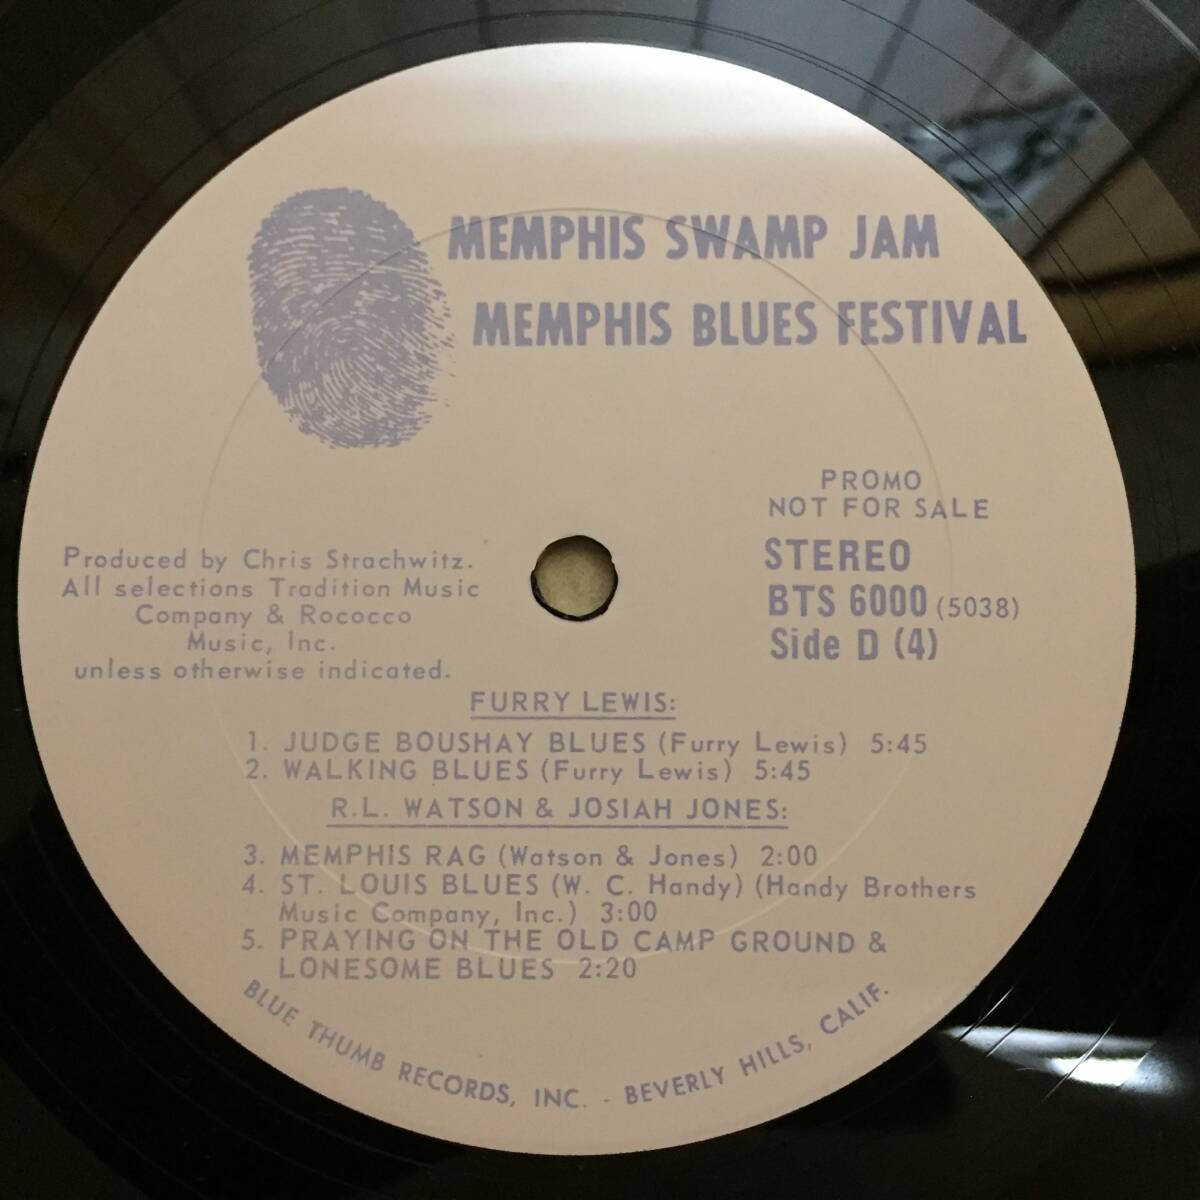 MEMPHIS SWAMP JAM
MEMPHIS BLUES FESTIVAL
PROMO
NOT FOR SALE
STEREO
BTS 6000 (5038)
Side D (4)
Produced by Chris Strachwitz.
All selections Tradition Music
Company & Rococco
Music, Inc.
unless otherwise indicated.
FURRY LEWIS:
1. JUDGE BOUSHAY BLUES (Furry Lewis) 5:45
2. WALKING BLUES (Furry Lewis) 5:45
R.L. WATSON & JOSIAH JONES:
3. MEMPHIS RAG (Watson & Jones) 2:00
4. ST. LOUIS BLUES (W. C. Handy) (Handy Brothers
Music Company, Inc.) 3:00
5. PRAYING ON THE OLD CAMP GROUND &
LONESOME BLUES 2:20
BLUE THUMB RECORDS, INC. - BEVERLY HILLS, CALIF.